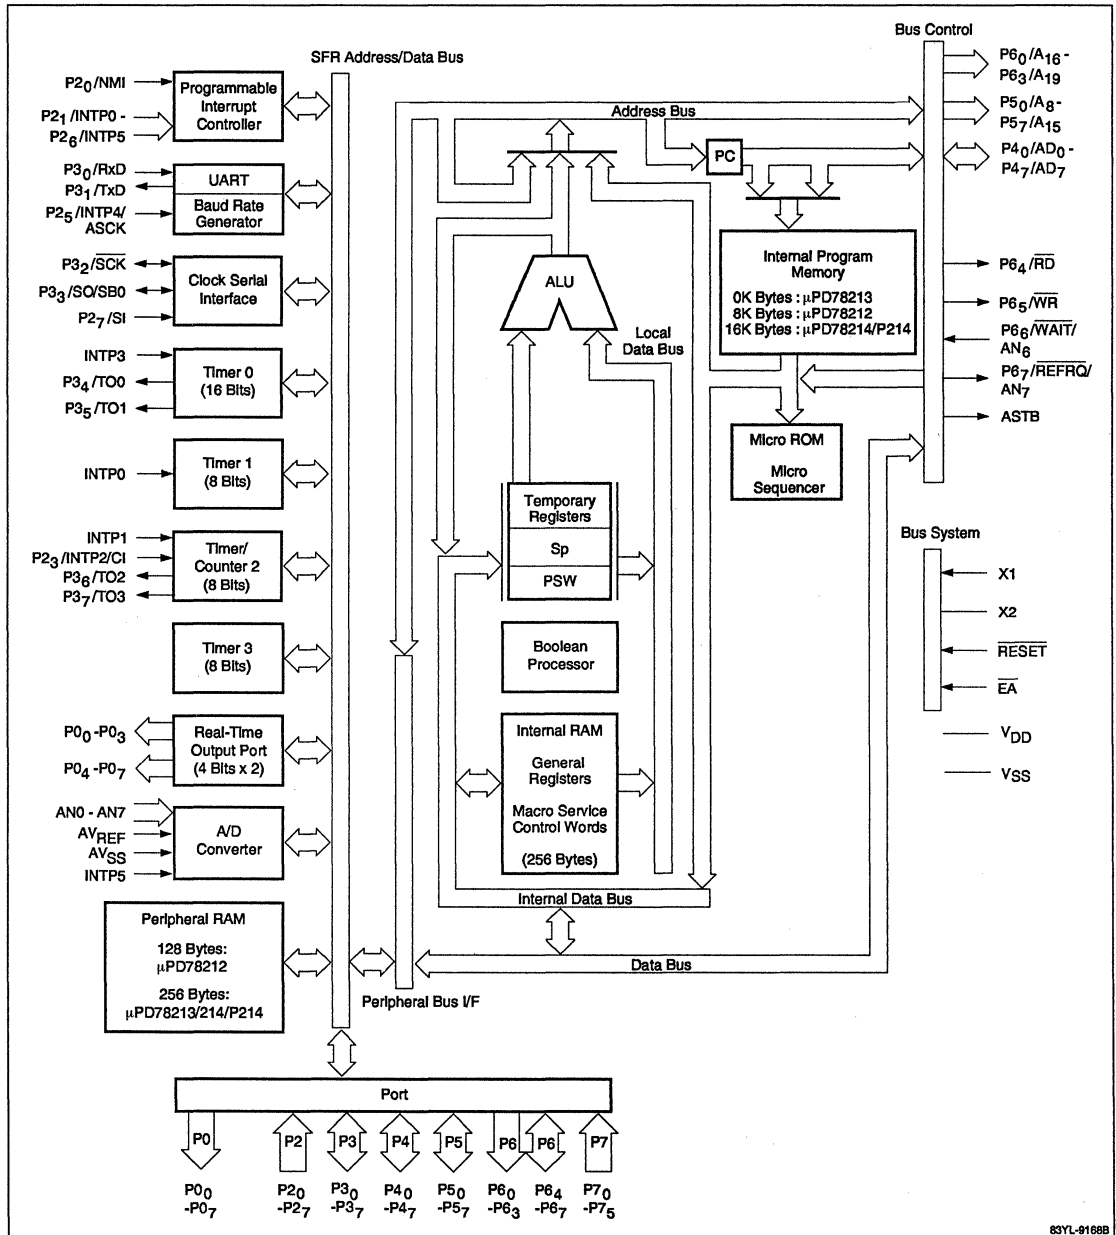 SFR Address/Data Bus
Bus Control
P2₀/NMI
P2₁/INTP0 -
P2₆/INTP5
Programmable
Interrupt
Controller
P3₀/RxD
P3₁/TxD
P2₅/INTP4/
ASCK
UART
Baud Rate
Generator
P3₂/S̅C̅K̅
P3₃/SO/SB0
P2₇/SI
Clock Serial
Interface
INTP3
P3₄/TO0
P3₅/TO1
Timer 0
(16 Bits)
INTP0
Timer 1
(8 Bits)
INTP1
P2₃/INTP2/CI
P3₆/TO2
P3₇/TO3
Timer/
Counter 2
(8 Bits)
Timer 3
(8 Bits)
P0₀-P0₃
P0₄-P0₇
Real-Time
Output Port
(4 Bits x 2)
AN0 - AN7
AV_REF
AV_SS
INTP5
A/D
Converter
Peripheral RAM
128 Bytes:
µPD78212
256 Bytes:
µPD78213/214/P214
Address Bus
PC
ALU
Local
Data Bus
Internal Program
Memory
0K Bytes : µPD78213
8K Bytes : µPD78212
16K Bytes : µPD78214/P214
Micro ROM
Micro
Sequencer
Temporary
Registers
Sp
PSW
Boolean
Processor
Internal RAM
General
Registers
Macro Service
Control Words
(256 Bytes)
Internal Data Bus
Data Bus
Peripheral Bus I/F
P6₀/A₁₆ -
P6₃/A₁₉
P5₀/A₈-
P5₇/A₁₅
P4₀/AD₀-
P4₇/AD₇
P6₄/R̅D̅
P6₅/W̅R̅
P6₆/W̅A̅I̅T̅/
AN₆
P6₇/R̅E̅F̅R̅Q̅/
AN₇
ASTB
Bus System
X1
X2
R̅E̅S̅E̅T̅
E̅A̅
V_DD
V_SS
Port
P0
P2
P3
P4
P5
P6
P6
P7
P0₀
-P0₇
P2₀
-P2₇
P3₀
-P3₇
P4₀
-P4₇
P5₀
-P5₇
P6₀
-P6₃
P6₄
-P6₇
P7₀
-P7₅
83YL-9168B